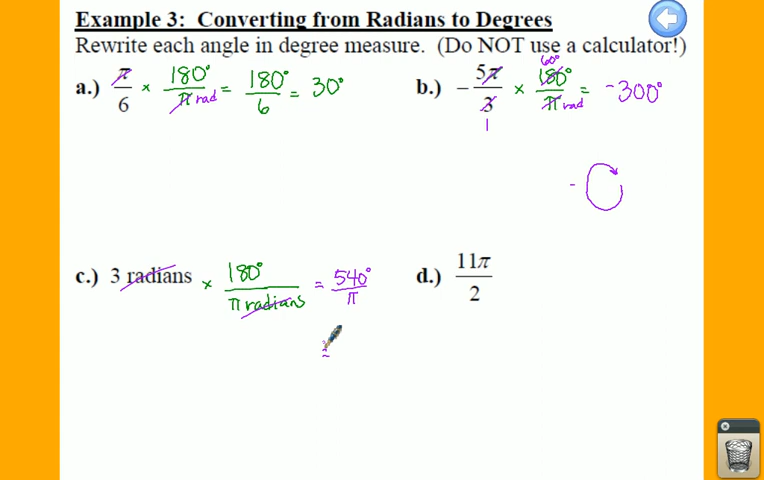 Example 3: Converting from Radians to Degrees
Rewrite each angle in degree measure. (Do NOT use a calculator!)
a.) π/6 × 180°/π rad = 180°/6 = 30°
b.) -5π/3 × 180°/π rad = -300°
60°
1
-
c.) 3 radians × 180°/π radians = 540°/π
d.) 11π/2